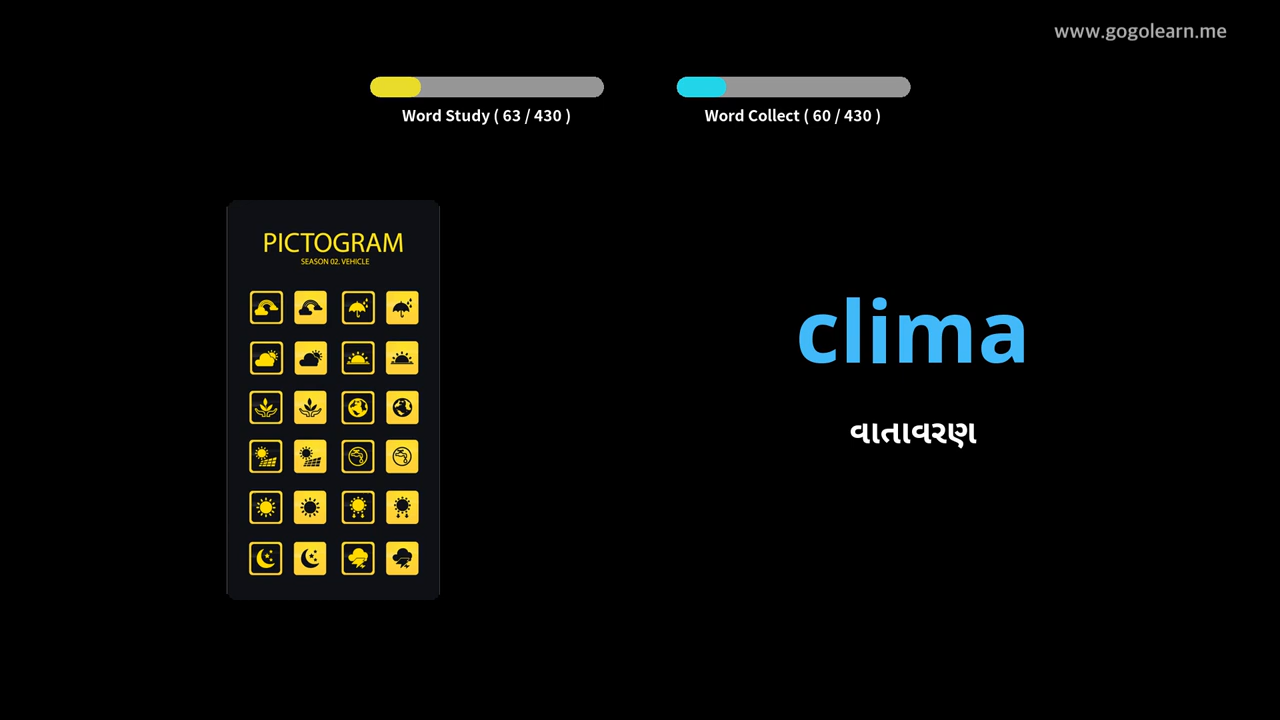 www.gogolearn.me
Word Study ( 63 / 430 )
Word Collect ( 60 / 430 )
PICTOGRAM
SEASON 02. VEHICLE
clima
વાતાવરણ